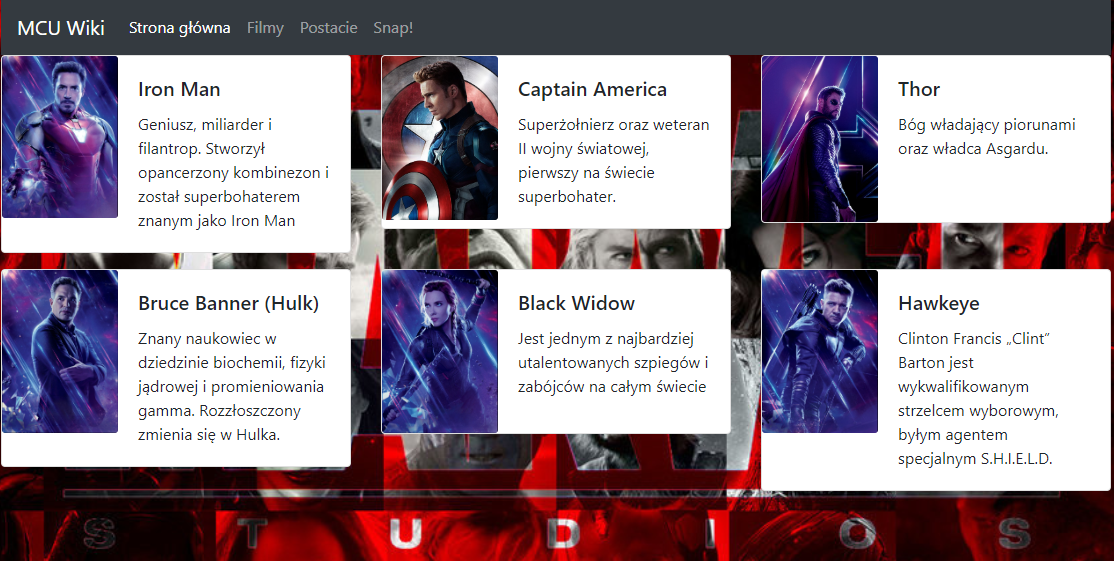 MCU Wiki Strona główna Filmy Postacie Snap!
Iron Man
Geniusz, miliarder i
filantrop. Stworzył
opancerzony kombinezon i
został superbohaterem
znanym jako Iron Man
Captain America
Superżołnierz oraz weteran
II wojny światowej,
pierwszy na świecie
superbohater.
Thor
Bóg władający piorunami
oraz władca Asgardu.
Bruce Banner (Hulk)
Znany naukowiec w
dziedzinie biochemii, fizyki
jądrowej i promieniowania
gamma. Rozzłoszczony
zmienia się w Hulka.
Black Widow
Jest jednym z najbardziej
utalentowanych szpiegów i
zabójców na całym świecie
Hawkeye
Clinton Francis „Clint”
Barton jest
wykwalifikowanym
strzelcem wyborowym,
byłym agentem
specjalnym S.H.I.E.L.D.
STUDIOS